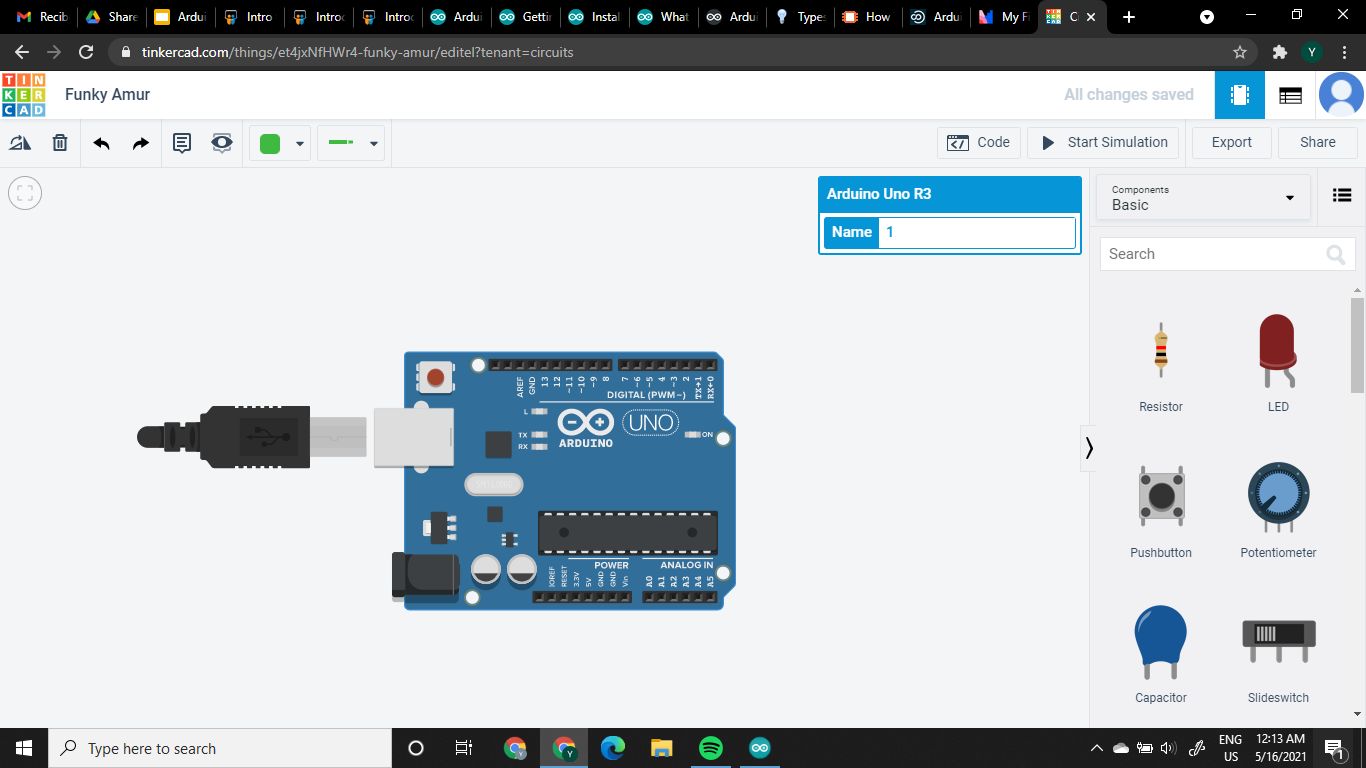 Recib
Share
Ardui
Intro
Introd
Introd
Ardui
Gettin
Instal
What
Ardui
Types
How
Ardui
My F
Ci
tinkercad.com/things/et4jxNfHWr4-funky-amur/editel?tenant=circuits
Y
TIN
KER
CAD
Funky Amur
All changes saved
Code
Start Simulation
Export
Share
Arduino Uno R3
Name 1
Components
Basic
Search
Resistor
LED
Pushbutton
Potentiometer
Capacitor
Slideswitch
AREF
GND
13
12
~11
~10
~9
8
7
~6
~5
4
~3
2
TX→1
RX←0
DIGITAL (PWM~)
L
TX
RX
UNO
ON
ARDUINO
POWER
ANALOG IN
IOREF
RESET
3.3V
5V
GND
GND
Vin
A0
A1
A2
A3
A4
A5
Type here to search
ENG
US
12:13 AM
5/16/2021
1